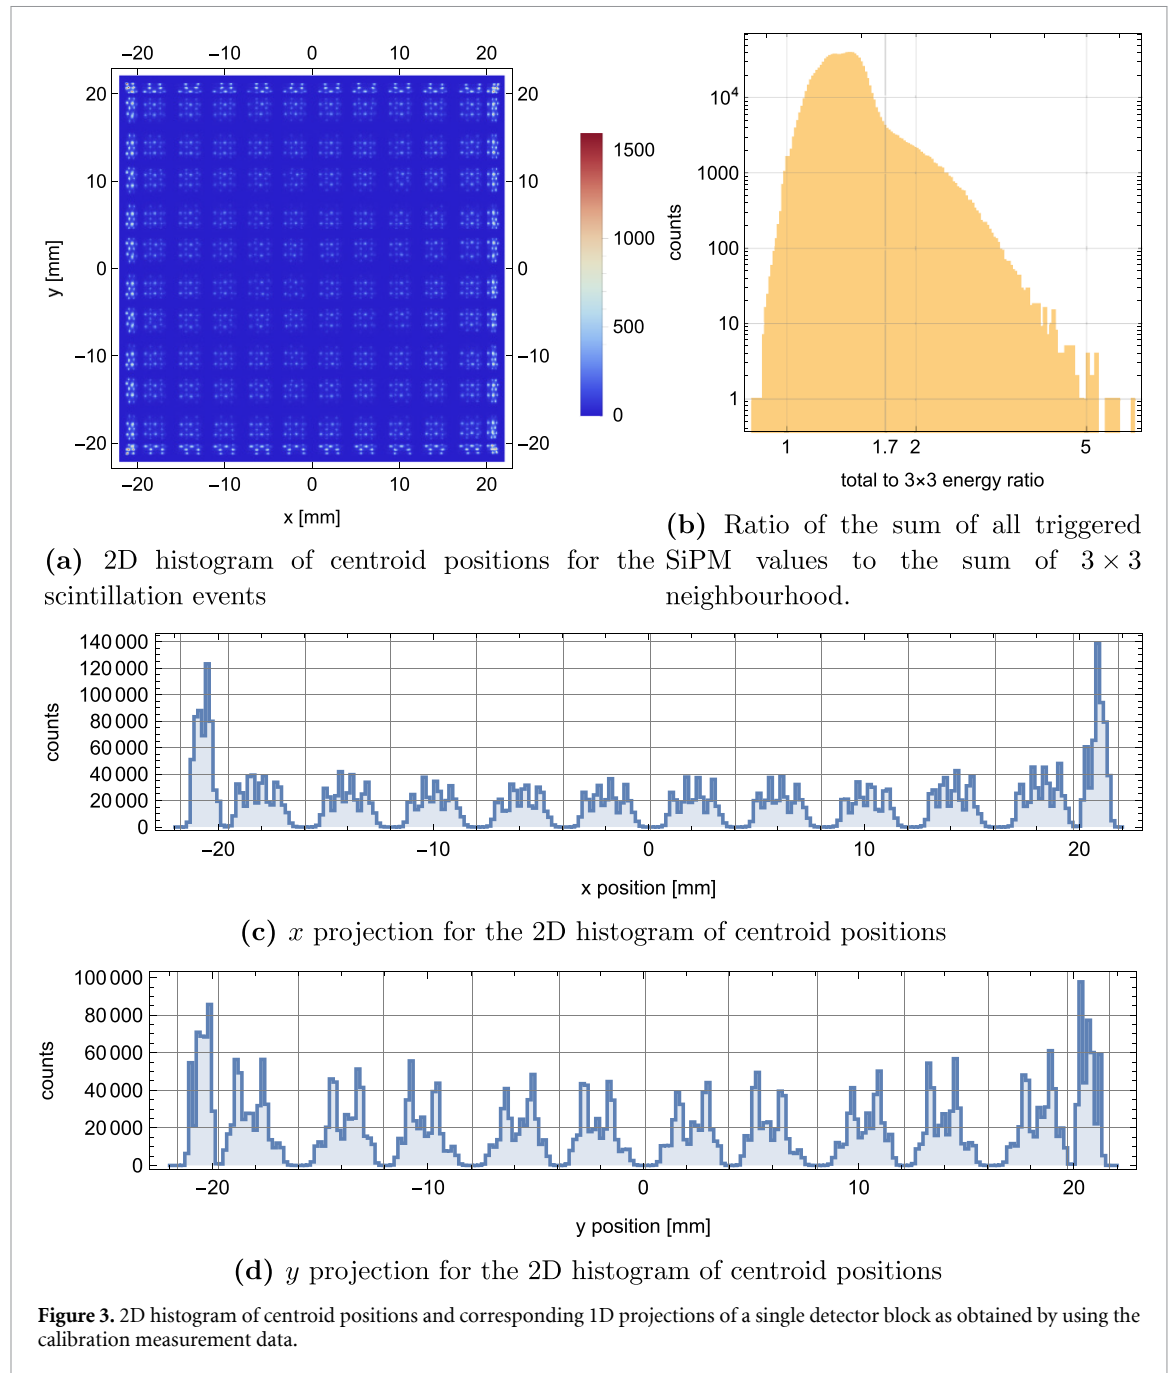 −20 −10 0 10 20
20 20
10 10
0 0
−10 −10
−20 −20
−20 −10 0 10 20
x [mm]
y [mm]
1500
1000
500
0
10⁴
1000
100
10
1
counts
1 1.7 2 5
total to 3×3 energy ratio
(a) 2D histogram of centroid positions for the
scintillation events
(b) Ratio of the sum of all triggered
SiPM values to the sum of 3 × 3
neighbourhood.
140 000
120 000
100 000
80 000
60 000
40 000
20 000
0
counts
−20 −10 0 10 20
x position [mm]
(c) x projection for the 2D histogram of centroid positions
100 000
80 000
60 000
40 000
20 000
0
counts
−20 −10 0 10 20
y position [mm]
(d) y projection for the 2D histogram of centroid positions
Figure 3. 2D histogram of centroid positions and corresponding 1D projections of a single detector block as obtained by using the
calibration measurement data.